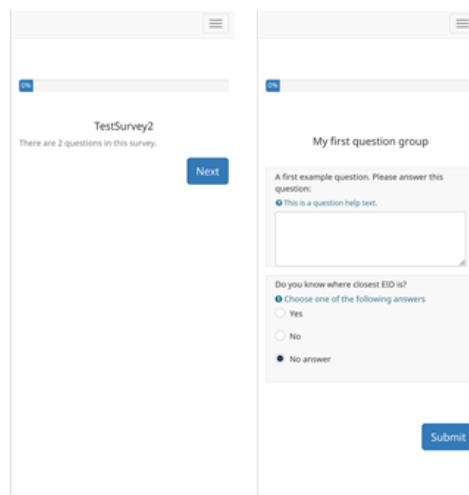 0%
TestSurvey2
There are 2 questions in this survey.
Next
0%
My first question group
A first example question. Please answer this
question:
This is a question help text.
Do you know where closest EID is?
Choose one of the following answers
Yes
No
No answer
Submit